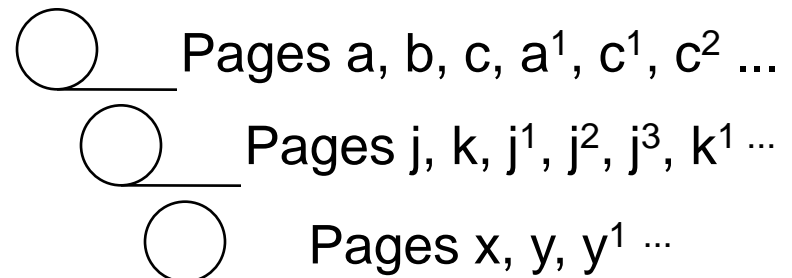 Pages a, b, c, a¹, c¹, c² ...
Pages j, k, j¹, j², j³, k¹ ...
Pages x, y, y¹ ...